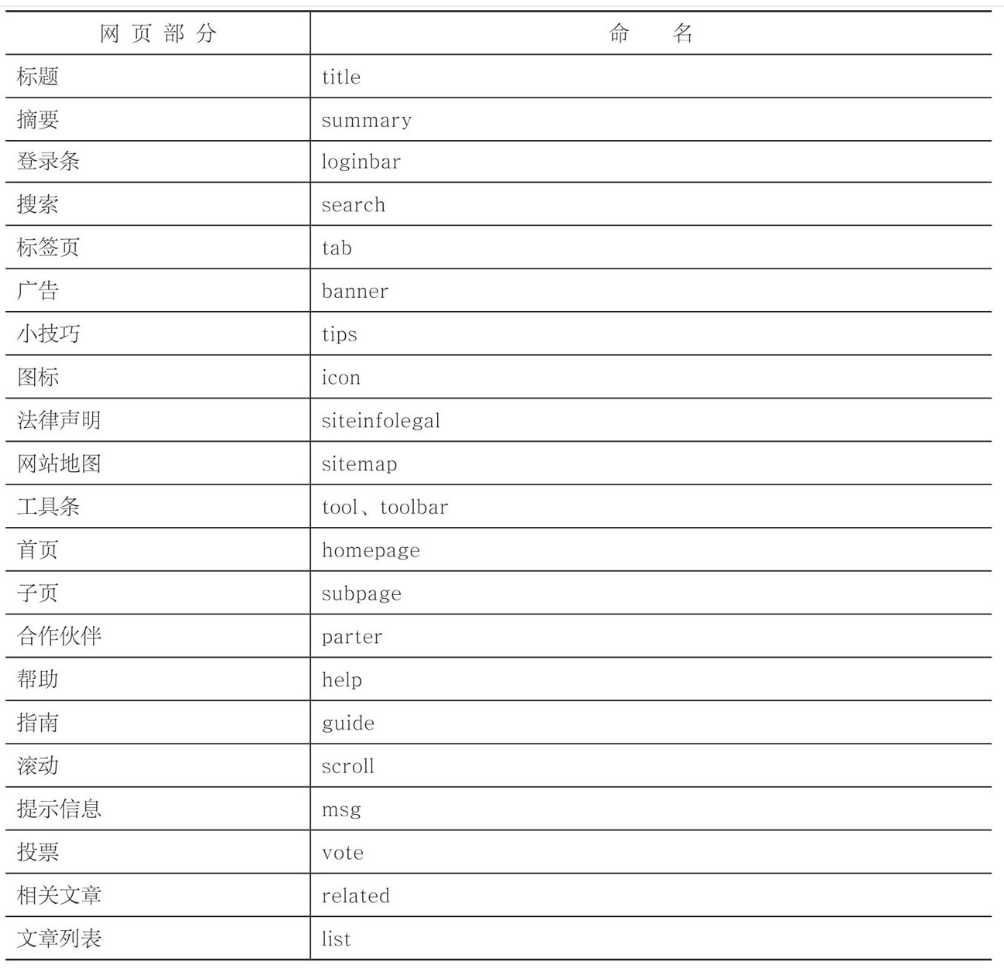 网页部分 命名
标题 title
摘要 summary
登录条 loginbar
搜索 search
标签页 tab
广告 banner
小技巧 tips
图标 icon
法律声明 siteinfolegal
网站地图 sitemap
工具条 tool、toolbar
首页 homepage
子页 subpage
合作伙伴 parter
帮助 help
指南 guide
滚动 scroll
提示信息 msg
投票 vote
相关文章 related
文章列表 list